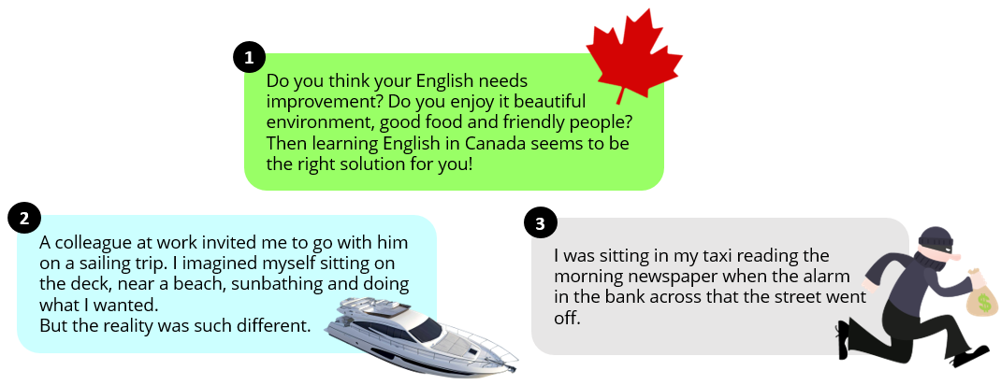 1
Do you think your English needs
improvement? Do you enjoy it beautiful
environment, good food and friendly people?
Then learning English in Canada seems to be
the right solution for you!
2
A colleague at work invited me to go with him
on a sailing trip. I imagined myself sitting on
the deck, near a beach, sunbathing and doing
what I wanted.
But the reality was such different.
3
I was sitting in my taxi reading the
morning newspaper when the alarm
in the bank across that the street went
off.
$